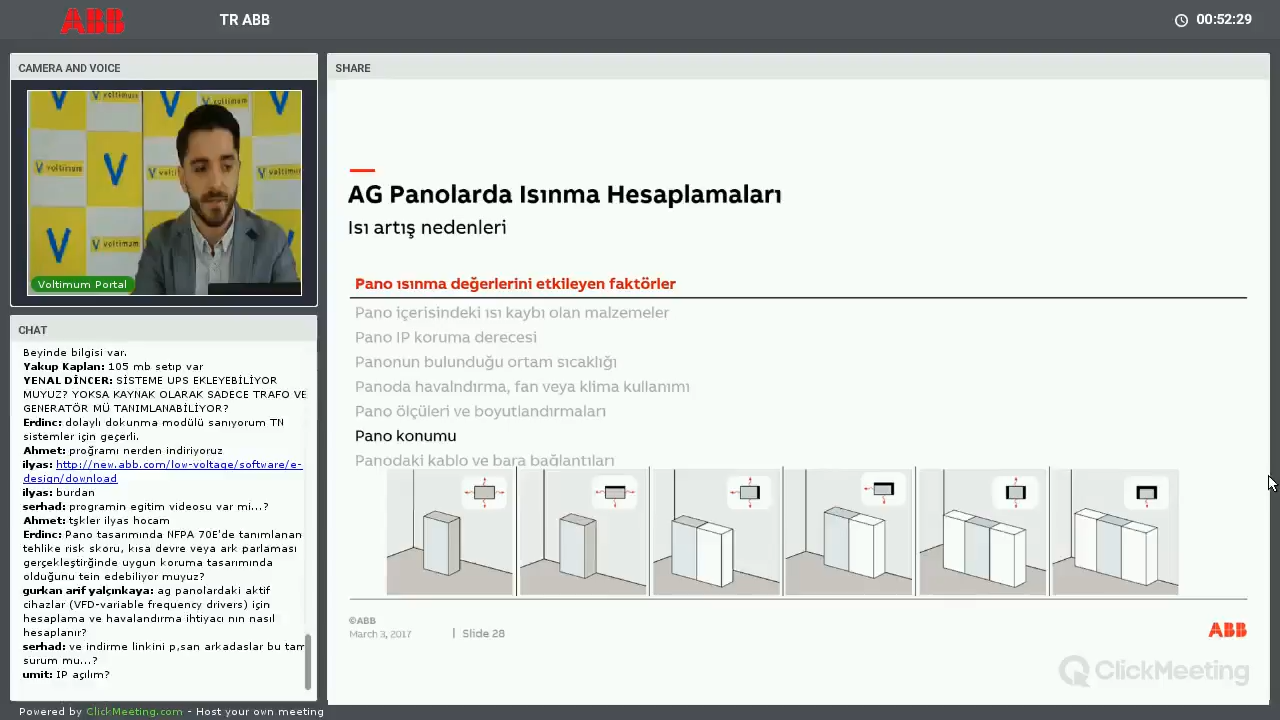 ABB
TR ABB
00:52:29
CAMERA AND VOICE
voltimum
voltimum
voltimum
voltimum
voltimum
Voltimum Portal
CHAT
Beyinde bilgisi var.
Yakup Kaplan: 105 mb setıp var
YENAL DİNCER: SİSTEME UPS EKLEYEBİLİYOR
MUYUZ? YOKSA KAYNAK OLARAK SADECE TRAFO VE
GENERATÖR MÜ TANIMLANABİLİYOR?
Erdinc: dolaylı dokunma modülü sanıyorum TN
sistemler için geçerli.
Ahmet: proğramı nerden indiriyoruz
ilyas: http://new.abb.com/low-voltage/software/e-
design/download
ilyas: burdan
serhad: programin egitim videosu var mi...?
Ahmet: tşkler ilyas hocam
Erdinc: Pano tasarımında NFPA 70E'de tanımlanan
tehlike risk skoru, kısa devre veya ark parlaması
gerçekleştirğinde uygun koruma tasarımında
olduğunu tein edebiliyor muyuz?
gurkan arif yalçınkaya: ag panolardaki aktif
cihazlar (VFD-variable frequency drivers) için
hesaplama ve havalandırma ihtiyacı nın nasıl
hesaplanır?
serhad: ve indirme linkini p,san arkadaslar bu tam
surum mu...?
umit: IP açılım?
Powered by ClickMeeting.com - Host your own meeting
SHARE
AG Panolarda Isınma Hesaplamaları
Isı artış nedenleri
Pano ısınma değerlerini etkileyen faktörler
Pano içerisindeki ısı kaybı olan malzemeler
Pano IP koruma derecesi
Panonun bulunduğu ortam sıcaklığı
Panoda havalndırma, fan veya klima kullanımı
Pano ölçüleri ve boyutlandırmaları
Pano konumu
Panodaki kablo ve bara bağlantıları
©ABB
March 3, 2017 | Slide 28
ABB
ClickMeeting